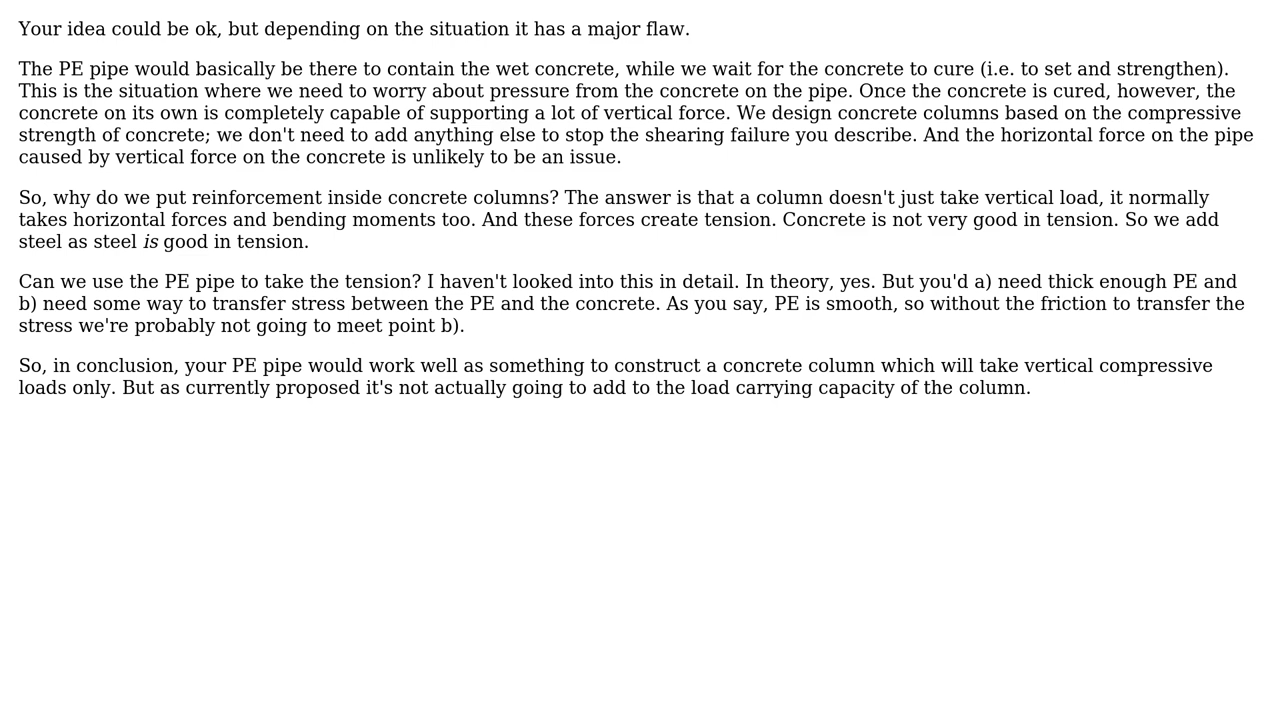 Your idea could be ok, but depending on the situation it has a major flaw.
The PE pipe would basically be there to contain the wet concrete, while we wait for the concrete to cure (i.e. to set and strengthen).
This is the situation where we need to worry about pressure from the concrete on the pipe. Once the concrete is cured, however, the
concrete on its own is completely capable of supporting a lot of vertical force. We design concrete columns based on the compressive
strength of concrete; we don't need to add anything else to stop the shearing failure you describe. And the horizontal force on the pipe
caused by vertical force on the concrete is unlikely to be an issue.
So, why do we put reinforcement inside concrete columns? The answer is that a column doesn't just take vertical load, it normally
takes horizontal forces and bending moments too. And these forces create tension. Concrete is not very good in tension. So we add
steel as steel is good in tension.
Can we use the PE pipe to take the tension? I haven't looked into this in detail. In theory, yes. But you'd a) need thick enough PE and
b) need some way to transfer stress between the PE and the concrete. As you say, PE is smooth, so without the friction to transfer the
stress we're probably not going to meet point b).
So, in conclusion, your PE pipe would work well as something to construct a concrete column which will take vertical compressive
loads only. But as currently proposed it's not actually going to add to the load carrying capacity of the column.